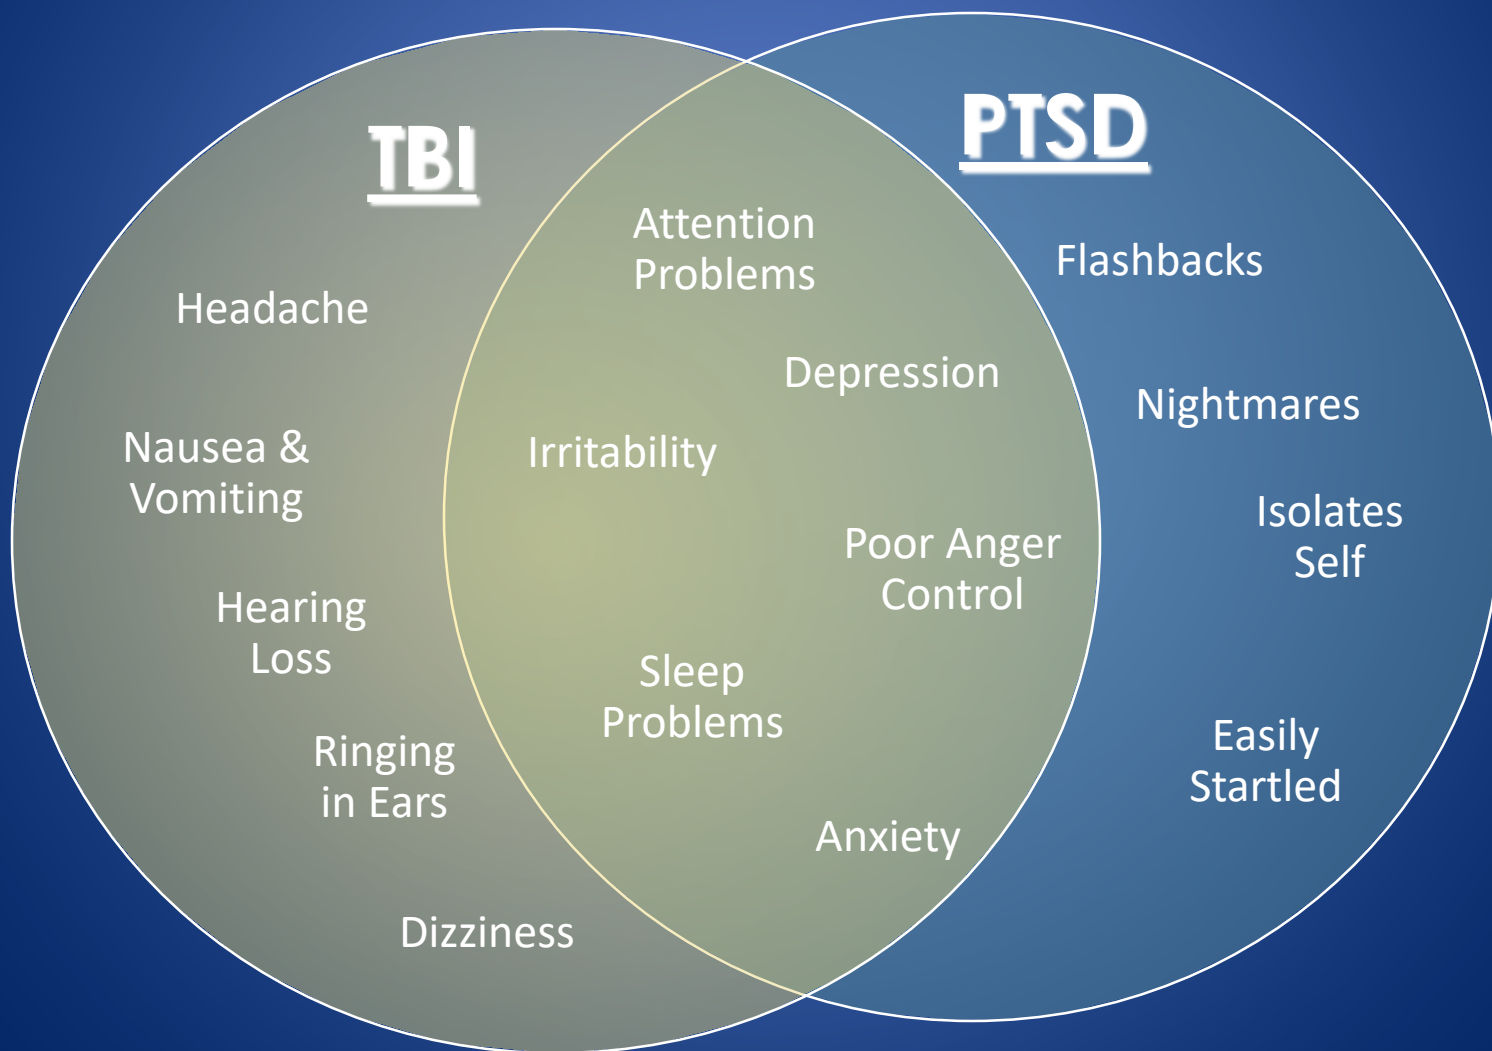 TBI
Headache
Nausea &
Vomiting
Hearing
Loss
Ringing
in Ears
Dizziness
Attention
Problems
Depression
Irritability
Poor Anger
Control
Sleep
Problems
Anxiety
PTSD
Flashbacks
Nightmares
Isolates
Self
Easily
Startled